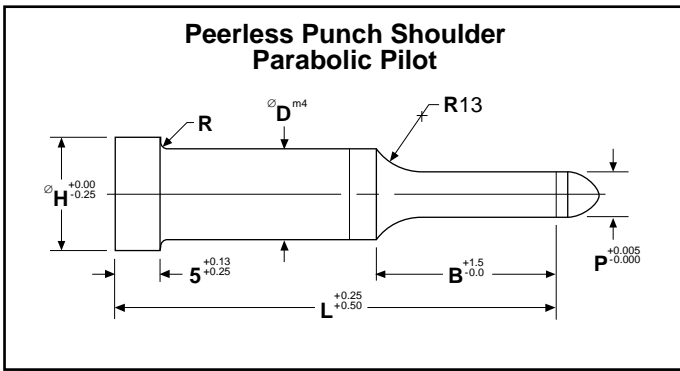 Peerless Punch Shoulder
Parabolic Pilot
R
∅D m4
R13
∅H +0.00 -0.25
5 +0.13 +0.25
B +1.5 -0.0
P +0.005 -0.000
L +0.25 +0.50